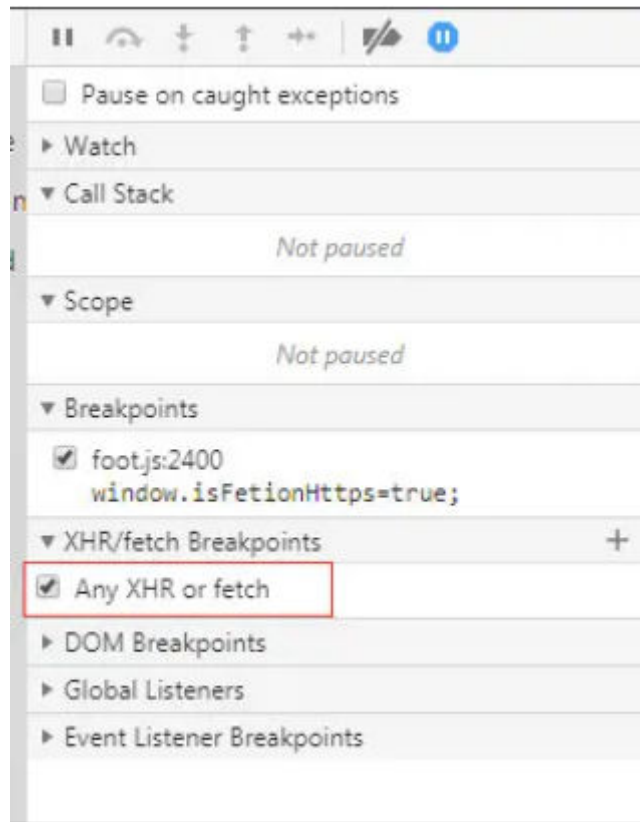 Pause on caught exceptions
Watch
Call Stack
Not paused
Scope
Not paused
Breakpoints
foot.js:2400
window.isFetionHttps=true;
XHR/fetch Breakpoints
Any XHR or fetch
DOM Breakpoints
Global Listeners
Event Listener Breakpoints